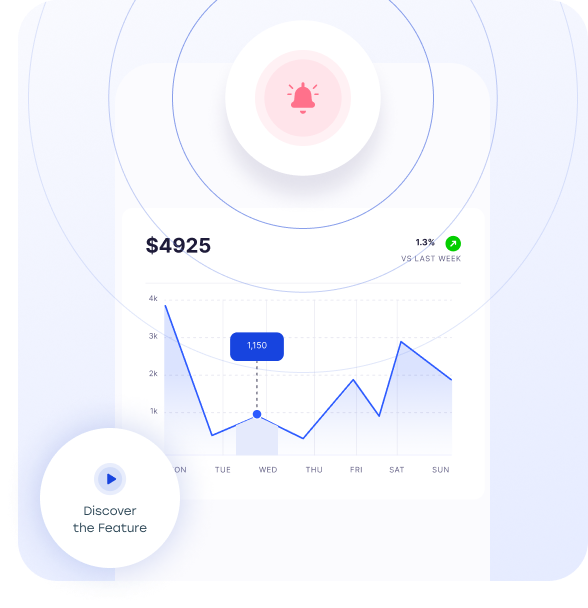 $4925
1.3%
VS LAST WEEK
4k
3k
2k
1k
1,150
ON TUE WED THU FRI SAT SUN
Discover
the Feature